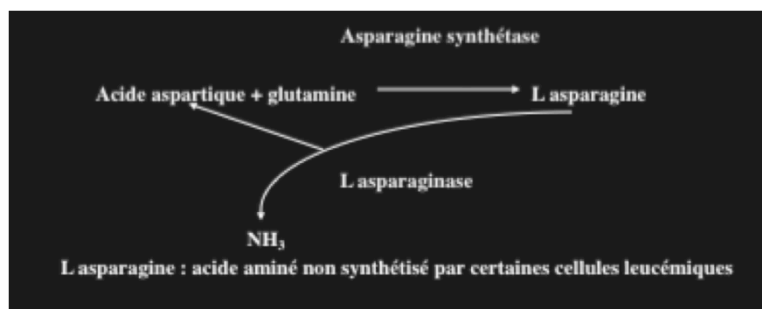 Asparagine synthétase
Acide aspartique + glutamine L asparagine
L asparaginase
NH₃
L asparagine : acide aminé non synthétisé par certaines cellules leucémiques